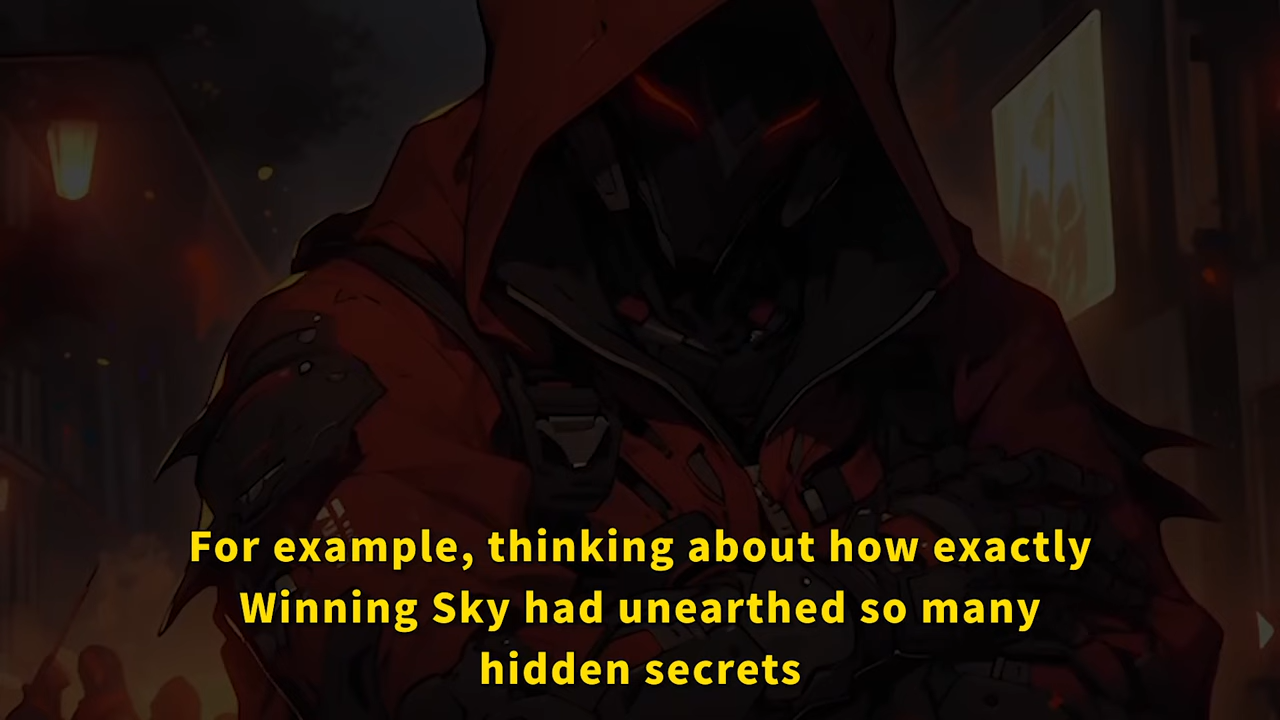 For example, thinking about how exactly
Winning Sky had unearthed so many
hidden secrets